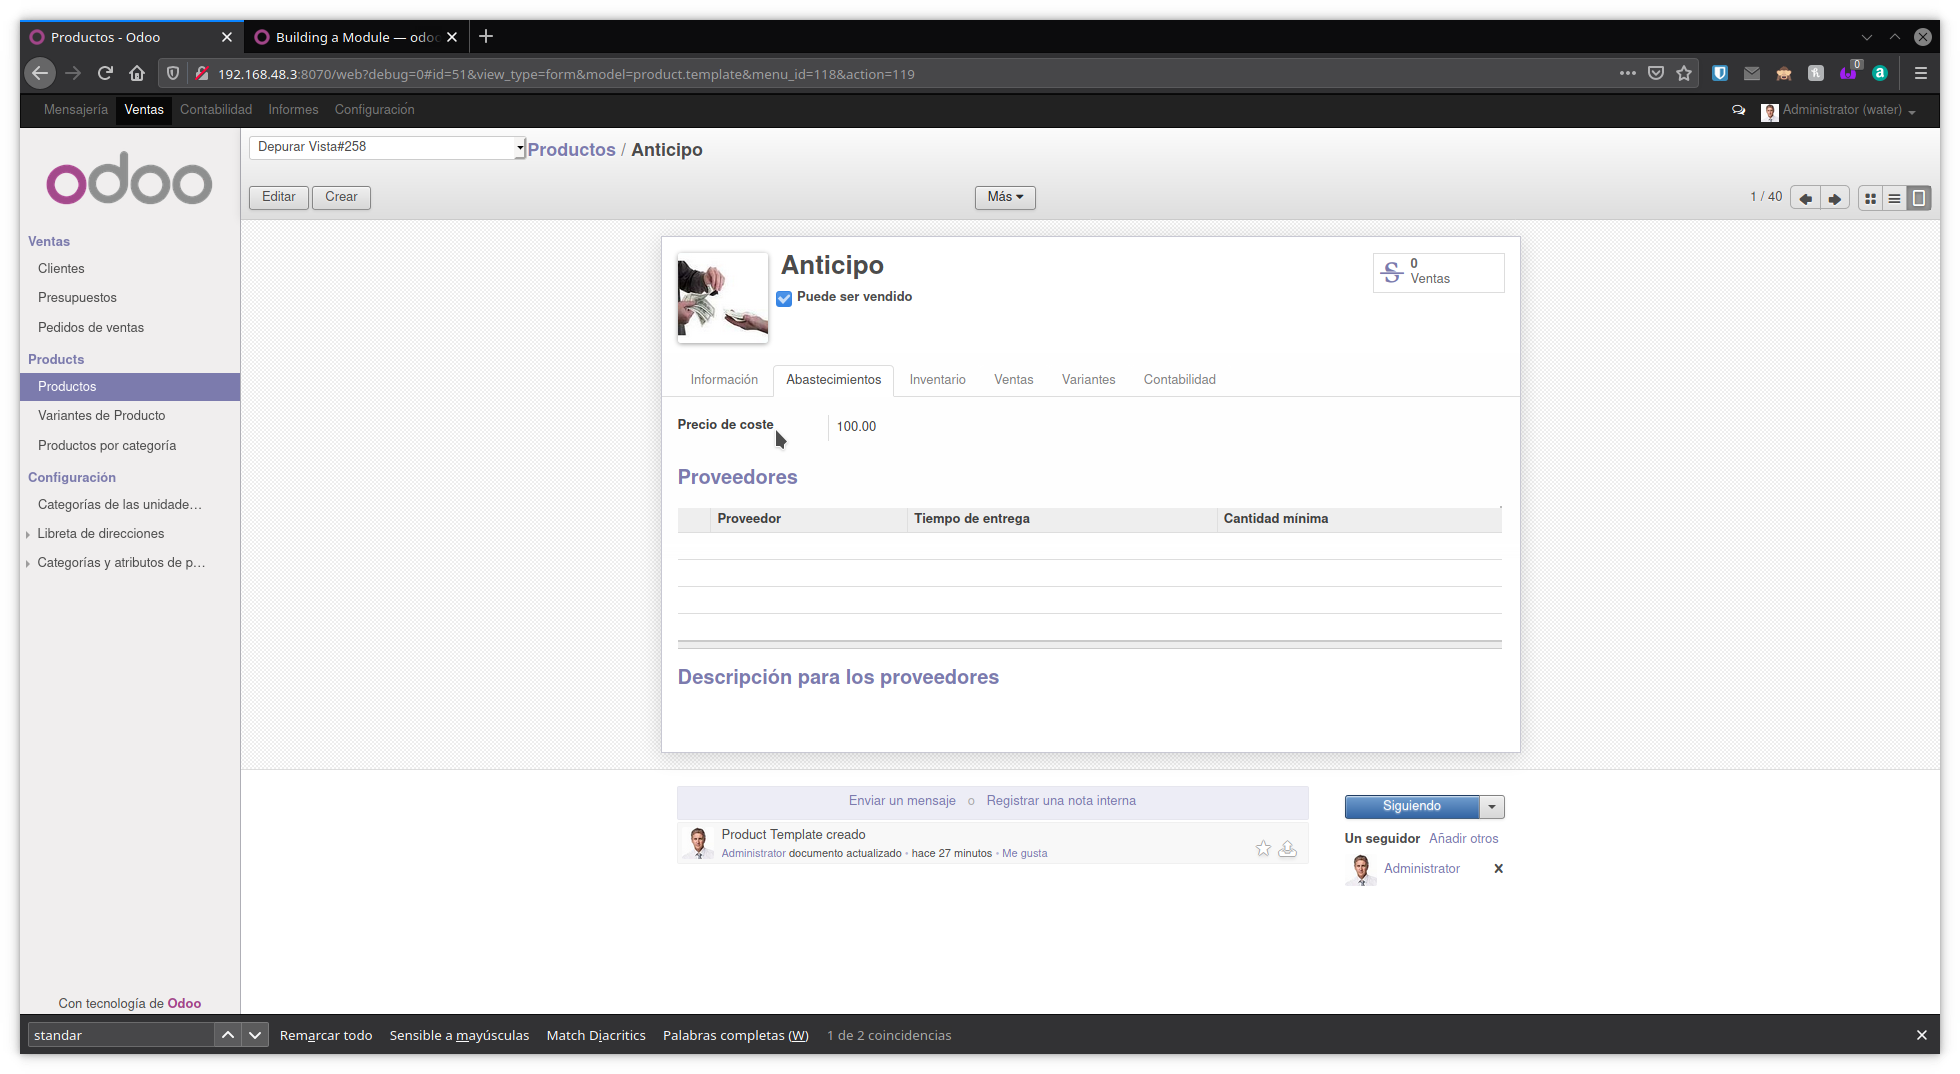 Productos - Odoo
Building a Module — odoo
192.168.48.3:8070/web?debug=0#id=51&view_type=form&model=product.template&menu_id=118&action=119
0
Mensajería Ventas Contabilidad Informes Configuración
Administrator (water)
odoo
Depurar Vista#258
Productos / Anticipo
Editar
Crear
Más
1 / 40
Ventas
Clientes
Presupuestos
Pedidos de ventas
Products
Productos
Variantes de Producto
Productos por categoría
Configuración
Categorías de las unidade...
Libreta de direcciones
Categorías y atributos de p...
Con tecnología de Odoo
Anticipo
Puede ser vendido
0
Ventas
Información Abastecimientos Inventario Ventas Variantes Contabilidad
Precio de coste 100.00
Proveedores
Proveedor Tiempo de entrega Cantidad mínima
Descripción para los proveedores
Enviar un mensaje o Registrar una nota interna
Product Template creado
Administrator documento actualizado • hace 27 minutos • Me gusta
Siguiendo
Un seguidor Añadir otros
Administrator x
standar
Remarcar todo Sensible a mayúsculas Match Diacritics Palabras completas (W) 1 de 2 coincidencias